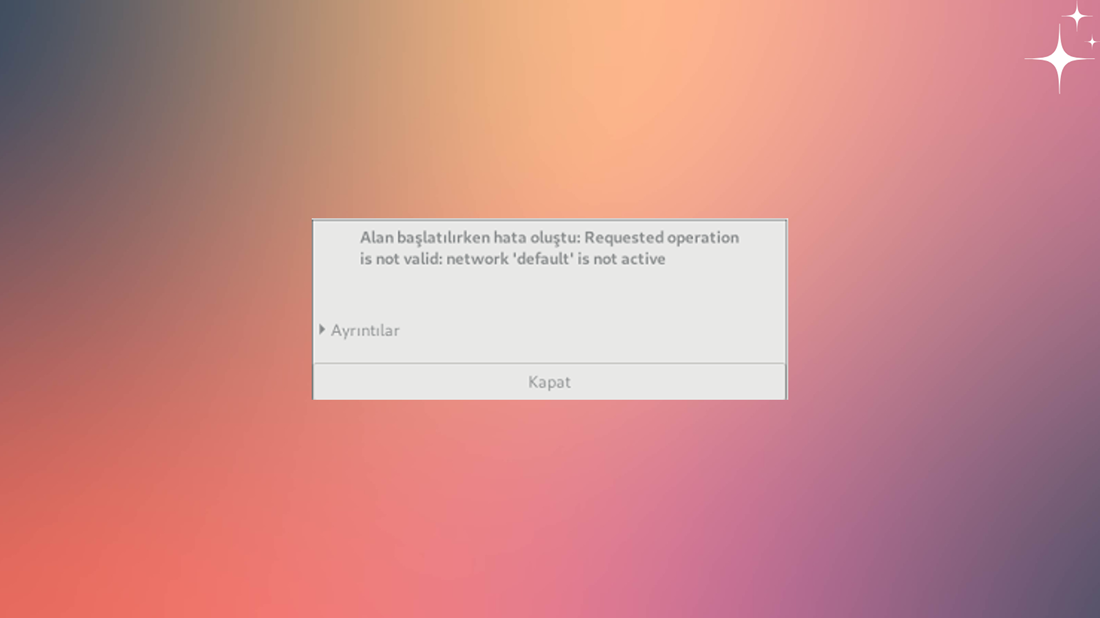 Alan başlatılırken hata oluştu: Requested operation
is not valid: network 'default' is not active
Ayrıntılar
Kapat